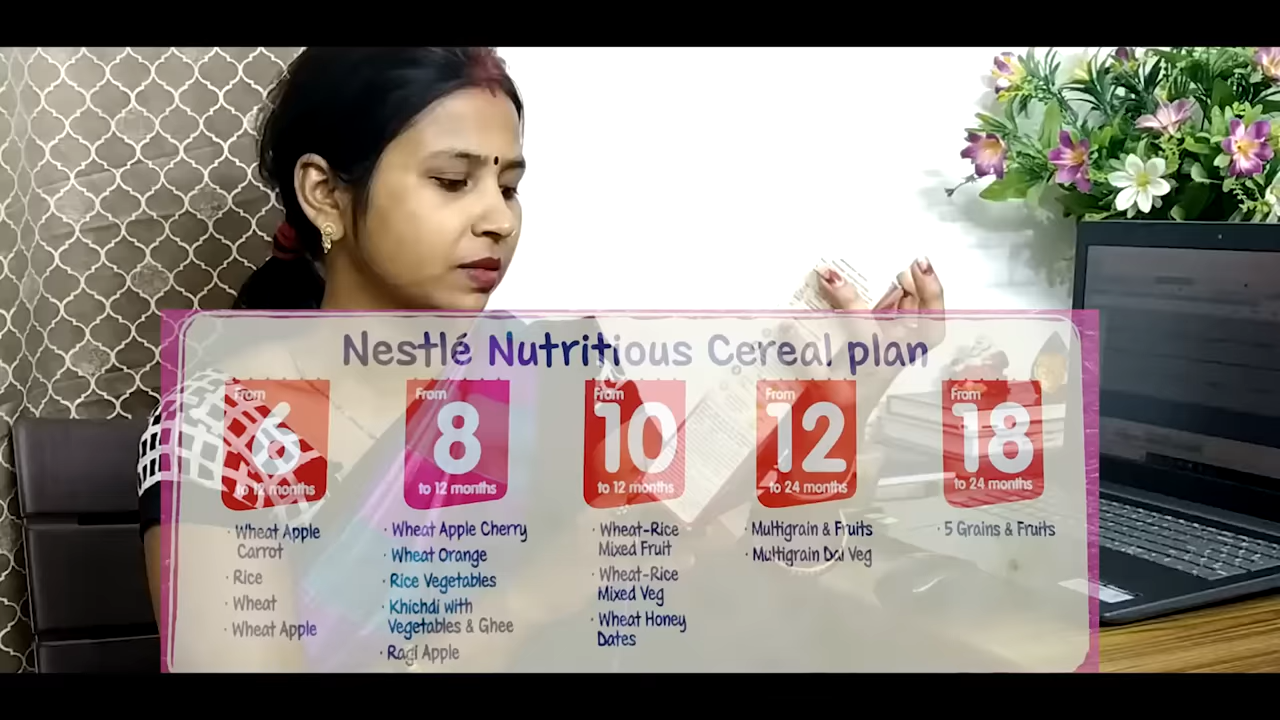 Nestlé Nutritious Cereal plan
From
6
to 12 months
· Wheat Apple
Carrot
· Rice
· Wheat
· Wheat Apple
From
8
to 12 months
· Wheat Apple Cherry
· Wheat Orange
· Rice Vegetables
· Khichdi with
Vegetables & Ghee
· Ragi Apple
From
10
to 12 months
· Wheat-Rice
Mixed Fruit
· Wheat-Rice
Mixed Veg
· Wheat Honey
Dates
From
12
to 24 months
· Multigrain & Fruits
· Multigrain Dal Veg
From
18
to 24 months
· 5 Grains & Fruits